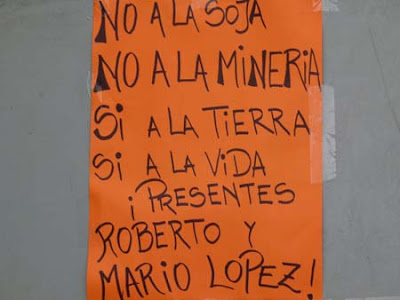 NO A LA SOJA
NO A LA MiNERiA
Si A LA TiERRA
Si A LA ViDA
¡PRESENTES
ROBERTO Y
MARiO LOPEZ!